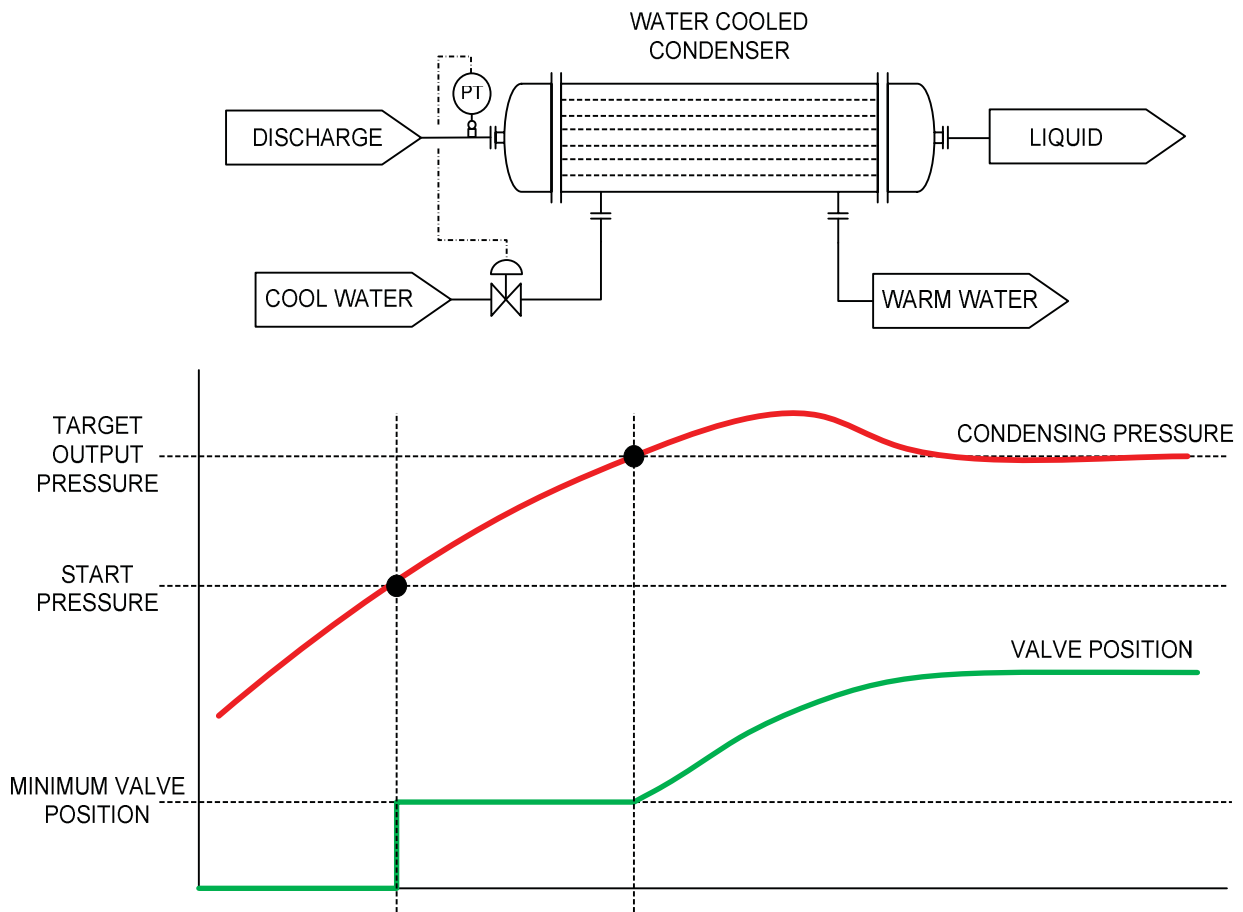 WATER COOLED
CONDENSER
PT
DISCHARGE
LIQUID
COOL WATER
WARM WATER
TARGET
OUTPUT
PRESSURE
CONDENSING PRESSURE
START
PRESSURE
VALVE POSITION
MINIMUM VALVE
POSITION